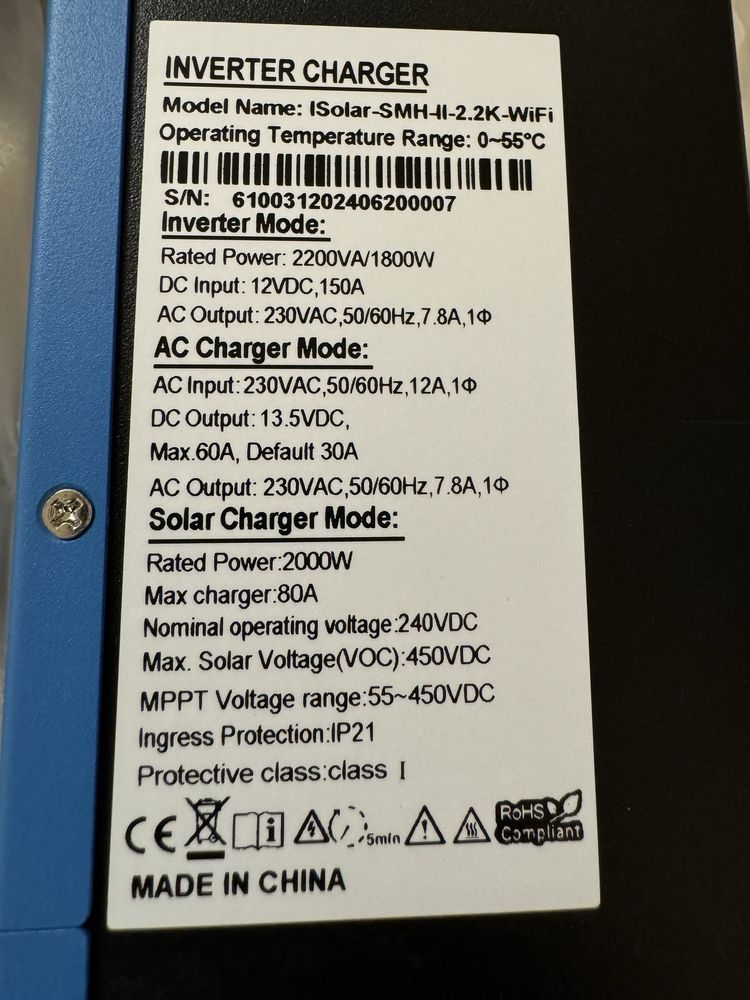 INVERTER CHARGER
Model Name: ISolar-SMH-II-2.2K-WiFi
Operating Temperature Range: 0~55°C
S/N: 610031202406200007
Inverter Mode:
Rated Power: 2200VA/1800W
DC Input: 12VDC,150A
AC Output: 230VAC,50/60Hz,7.8A,1Φ
AC Charger Mode:
AC Input:230VAC,50/60Hz,12A,1Φ
DC Output: 13.5VDC,
Max.60A, Default 30A
AC Output: 230VAC,50/60Hz,7.8A,1Φ
Solar Charger Mode:
Rated Power:2000W
Max charger:80A
Nominal operating voltage:240VDC
Max. Solar Voltage(VOC):450VDC
MPPT Voltage range:55~450VDC
Ingress Protection:IP21
Protective class:class I
CE i 5min RoHS
Compliant
MADE IN CHINA